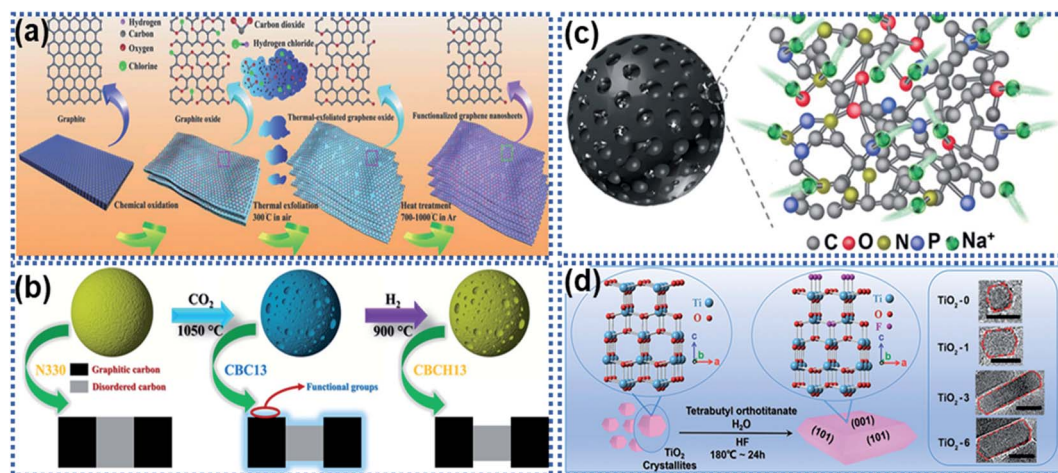 (a)
Hydrogen
Carbon
Oxygen
Chlorine
Carbon dioxide
Hydrogen chloride
Graphite
Graphite oxide
Thermal-exfoliated graphene oxide
Functionalized graphene nanosheets
Chemical oxidation
Thermal exfoliation
300℃ in air
Heat treatment
700-1000℃ in Ar
(b)
CO2
1050 °C
H2
900 °C
N330
CBC13
CBCH13
Graphitic carbon
Disordered carbon
Functional groups
(c)
C O N P Na+
(d)
Ti
O
c
b
a
Ti
O
F
c
b
a
TiO2-0
TiO2-1
TiO2-3
TiO2-6
TiO2
Crystallites
Tetrabutyl orthotitanate
H2O
HF
180℃ ~ 24h
(001)
(101)
(101)